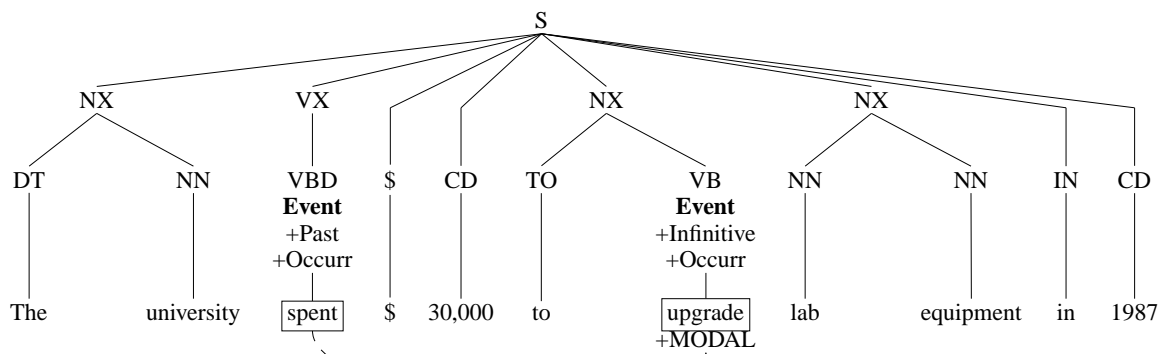 S
NX VX NX NX
DT NN VBD $ CD TO VB NN NN IN CD
Event Event
+Past +Infinitive
+Occurr +Occurr
The university spent $ 30,000 to upgrade lab equipment in 1987
+MODAL